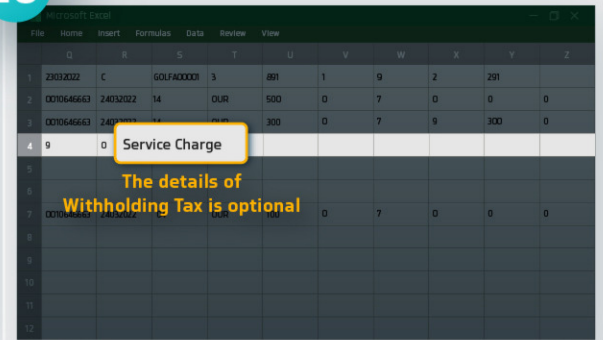 Microsoft Excel
File Home Insert Formulas Data Review View
Q R S T U V W X Y Z
1 23032022 C GOLFA00001 3 891 1 9 2 291
2 0010646663 24032022 14 OUR 500 0 7 0 0 0
3 0010646663 24032022 14 OUR 300 0 7 9 300 0
4 9 0 Service Charge
5
The details of
6
Withholding Tax is optional
7 0010646663 24032022 OUR 100 0 7 0 0 0
8
9
10
11
12